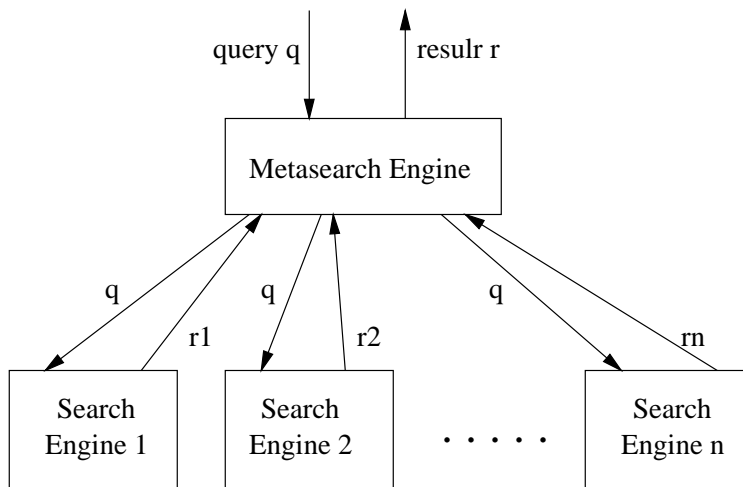 query q
resulr r
Metasearch Engine
q
r1
q
r2
q
rn
Search
Engine 1
Search
Engine 2
. . . . .
Search
Engine n